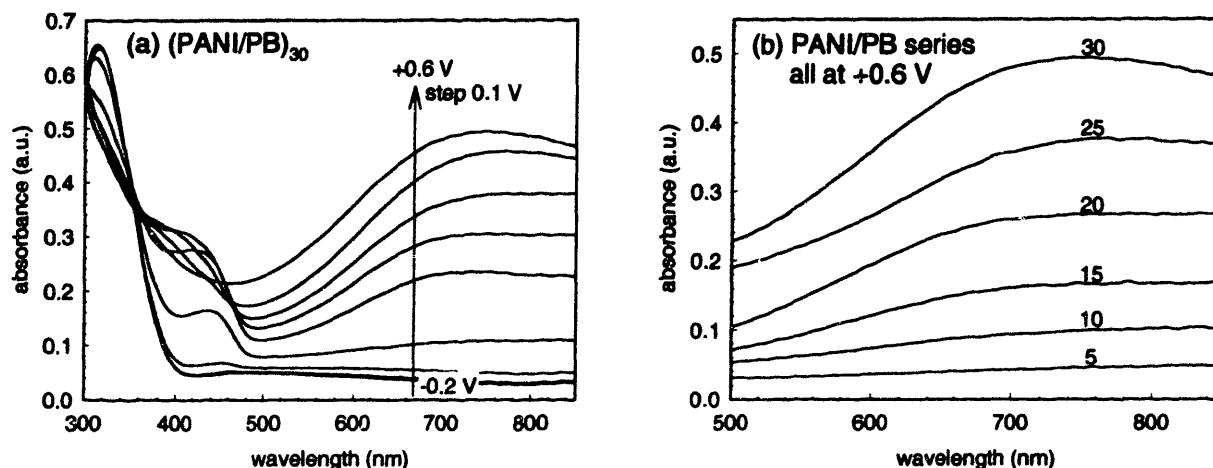 (a) (PANI/PB)30
+0.6 V
step 0.1 V
-0.2 V
0.7
0.6
0.5
0.4
0.3
0.2
0.1
0.0
absorbance (a.u.)
300 400 500 600 700 800
wavelength (nm)
(b) PANI/PB series
all at +0.6 V
30
25
20
15
10
5
0.5
0.4
0.3
0.2
0.1
0.0
absorbance (a.u.)
500 600 700 800
wavelength (nm)